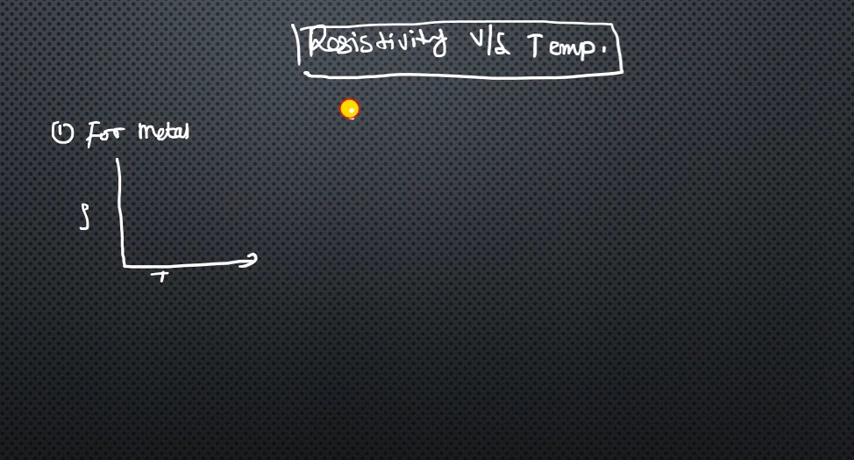 Resistivity V/s Temp.
① For Metal
ρ
T